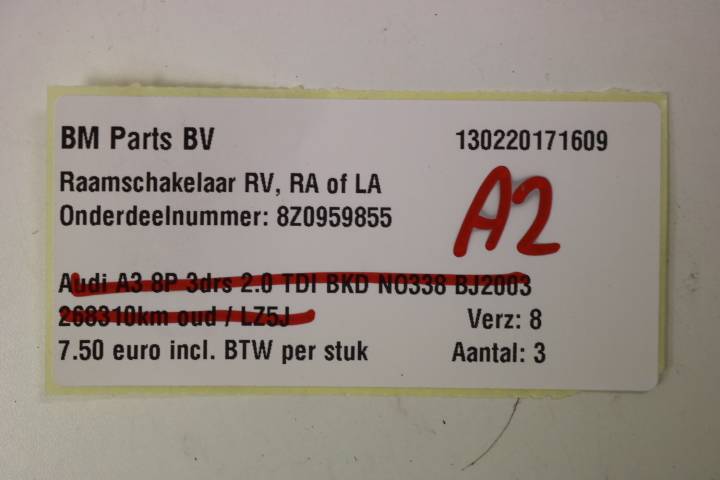 BM Parts BV 130220171609
Raamschakelaar RV, RA of LA
Onderdeelnummer: 8Z0959855
A2
Audi A3 8P 3drs 2.0 TDI BKD NO338 BJ2003
268310km oud / LZ5J Verz: 8
7.50 euro incl. BTW per stuk Aantal: 3